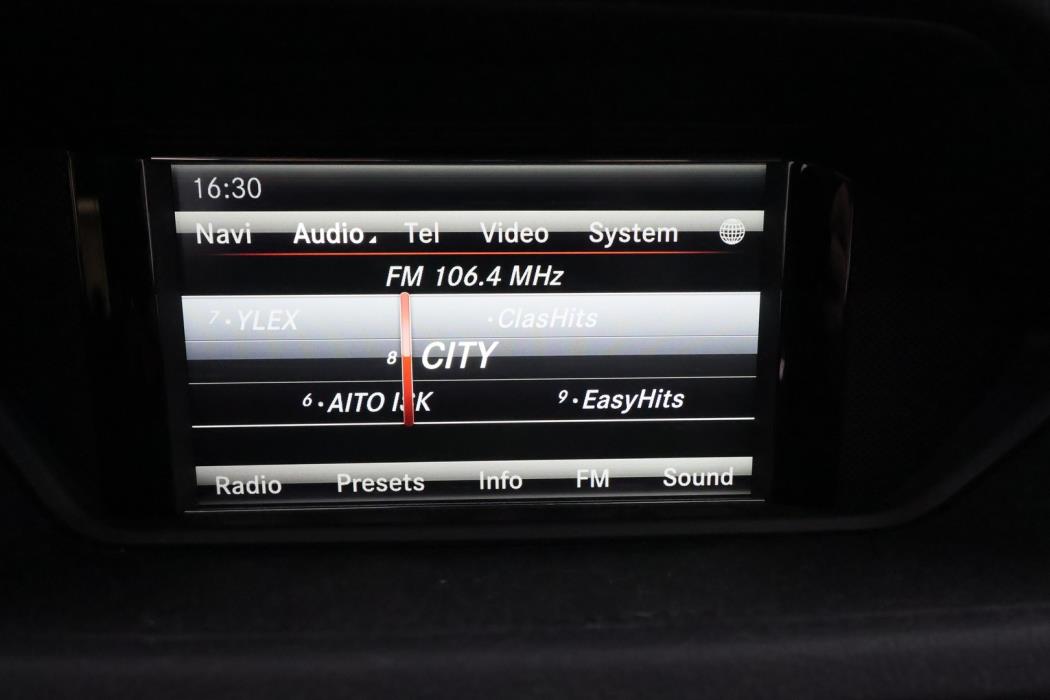 16:30
Navi Audio Tel Video System
FM 106.4 MHz
7 · YLEX · ClasHits
8 CITY
6 · AITO ISK 9 · EasyHits
Radio Presets Info FM Sound